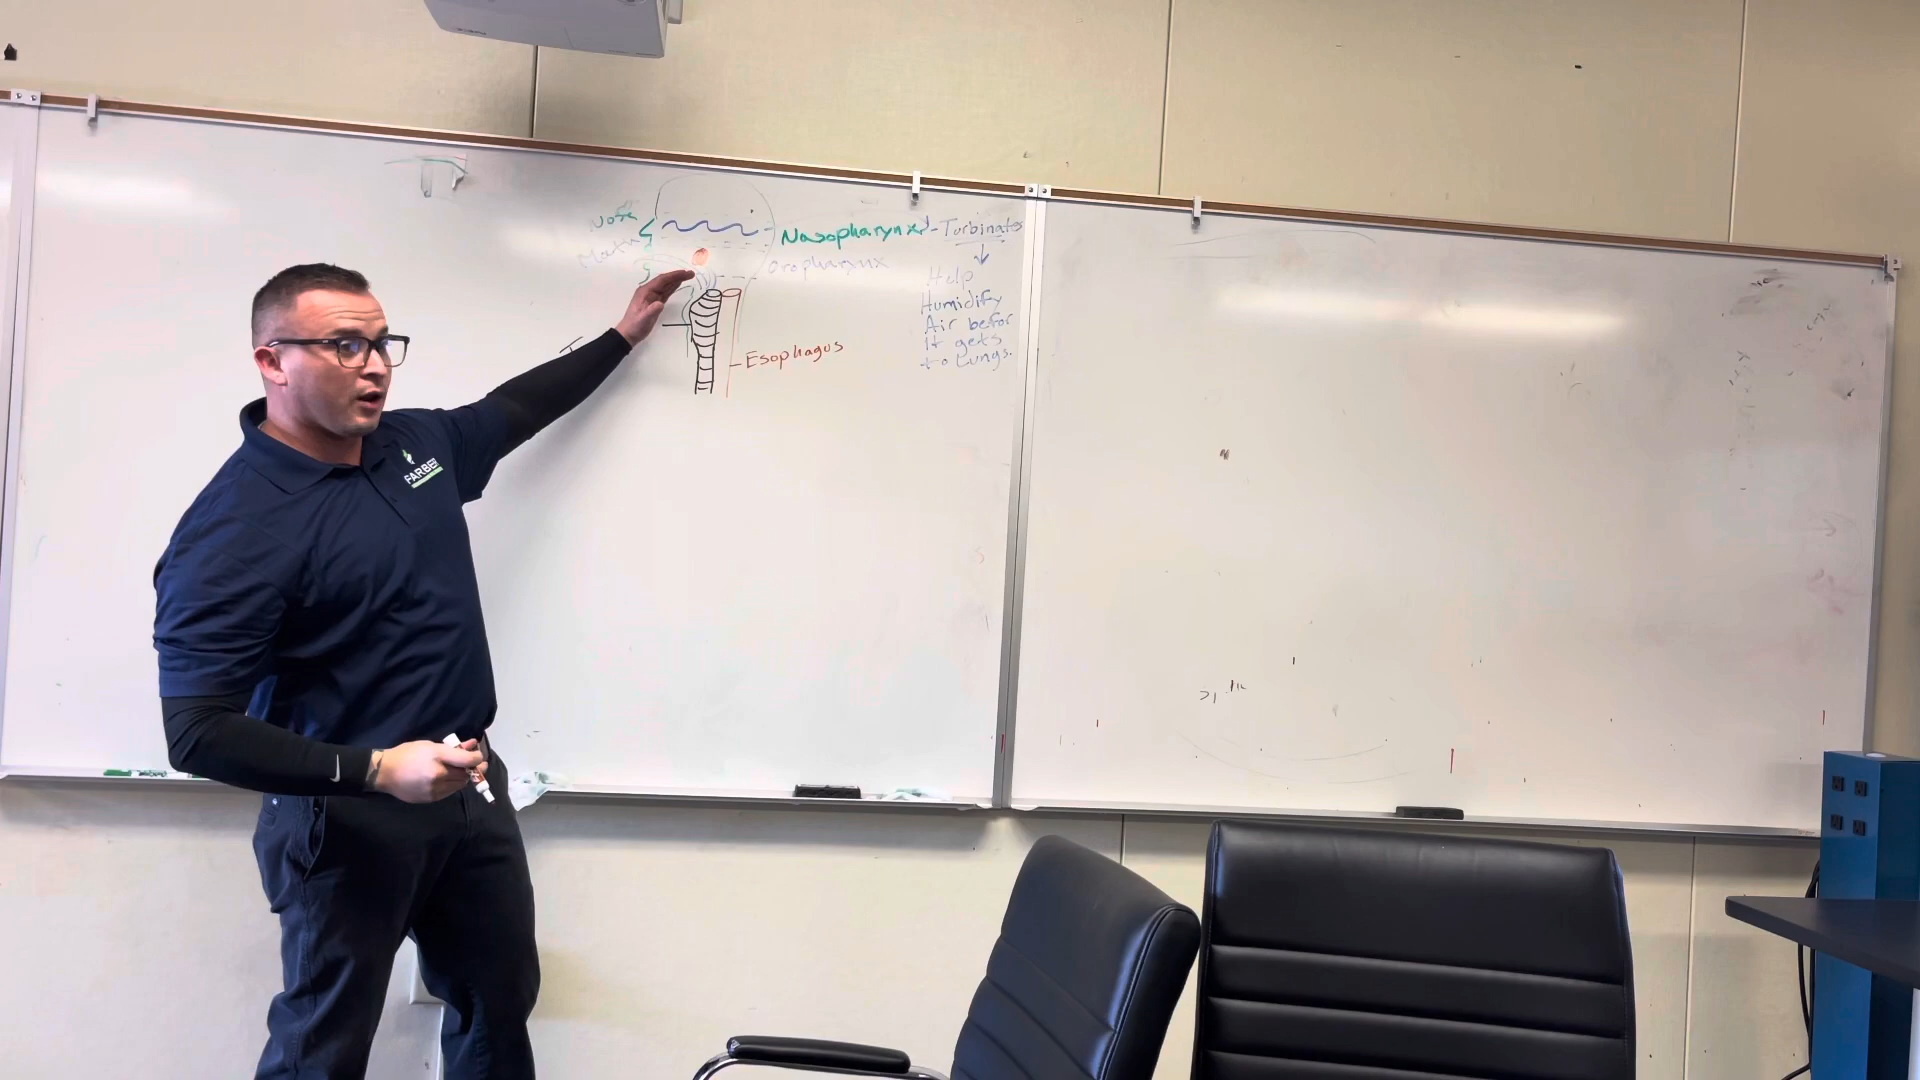 Nose
Nasopharynx - Turbinates
Mouth
Oropharynx
Help
Humidify
Air befor
It gets
to Lungs.
Esophagus
FARBER